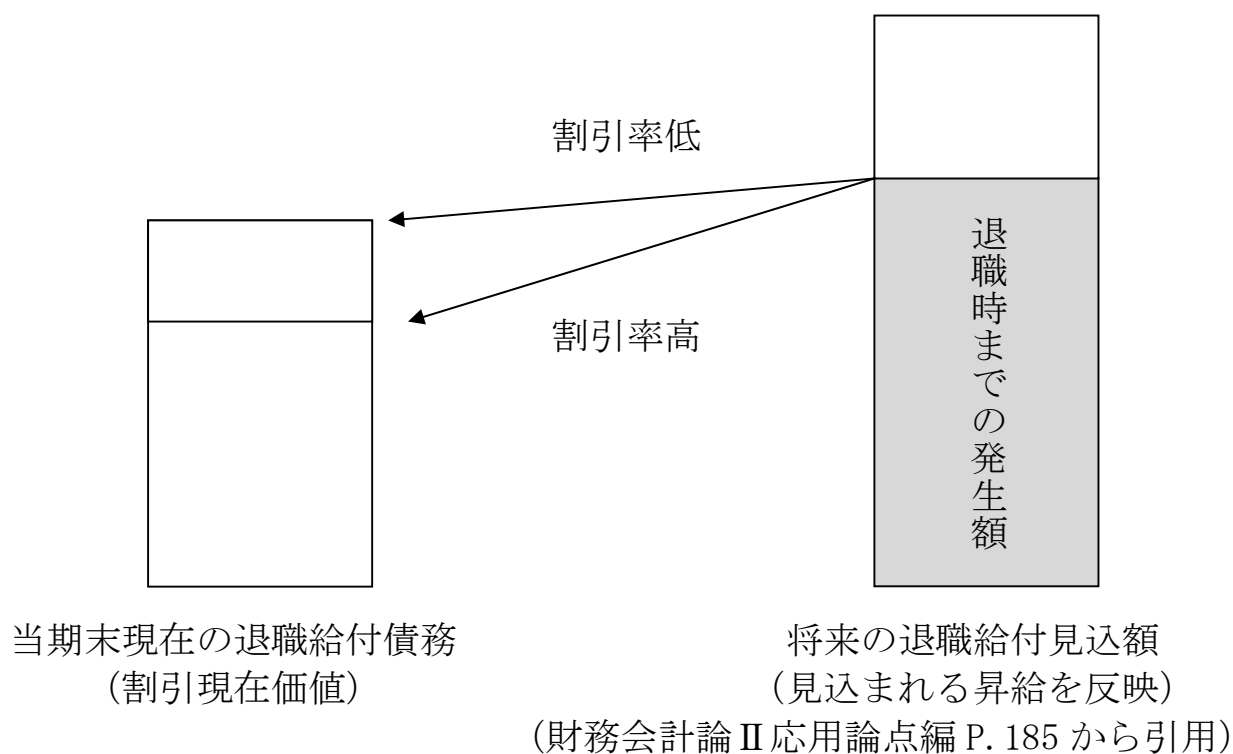 割引率低
割引率高
退職時までの発生額
当期末現在の退職給付債務
(割引現在価値)
将来の退職給付見込額
(見込まれる昇給を反映)
(財務会計論Ⅱ応用論点編 P. 185 から引用)